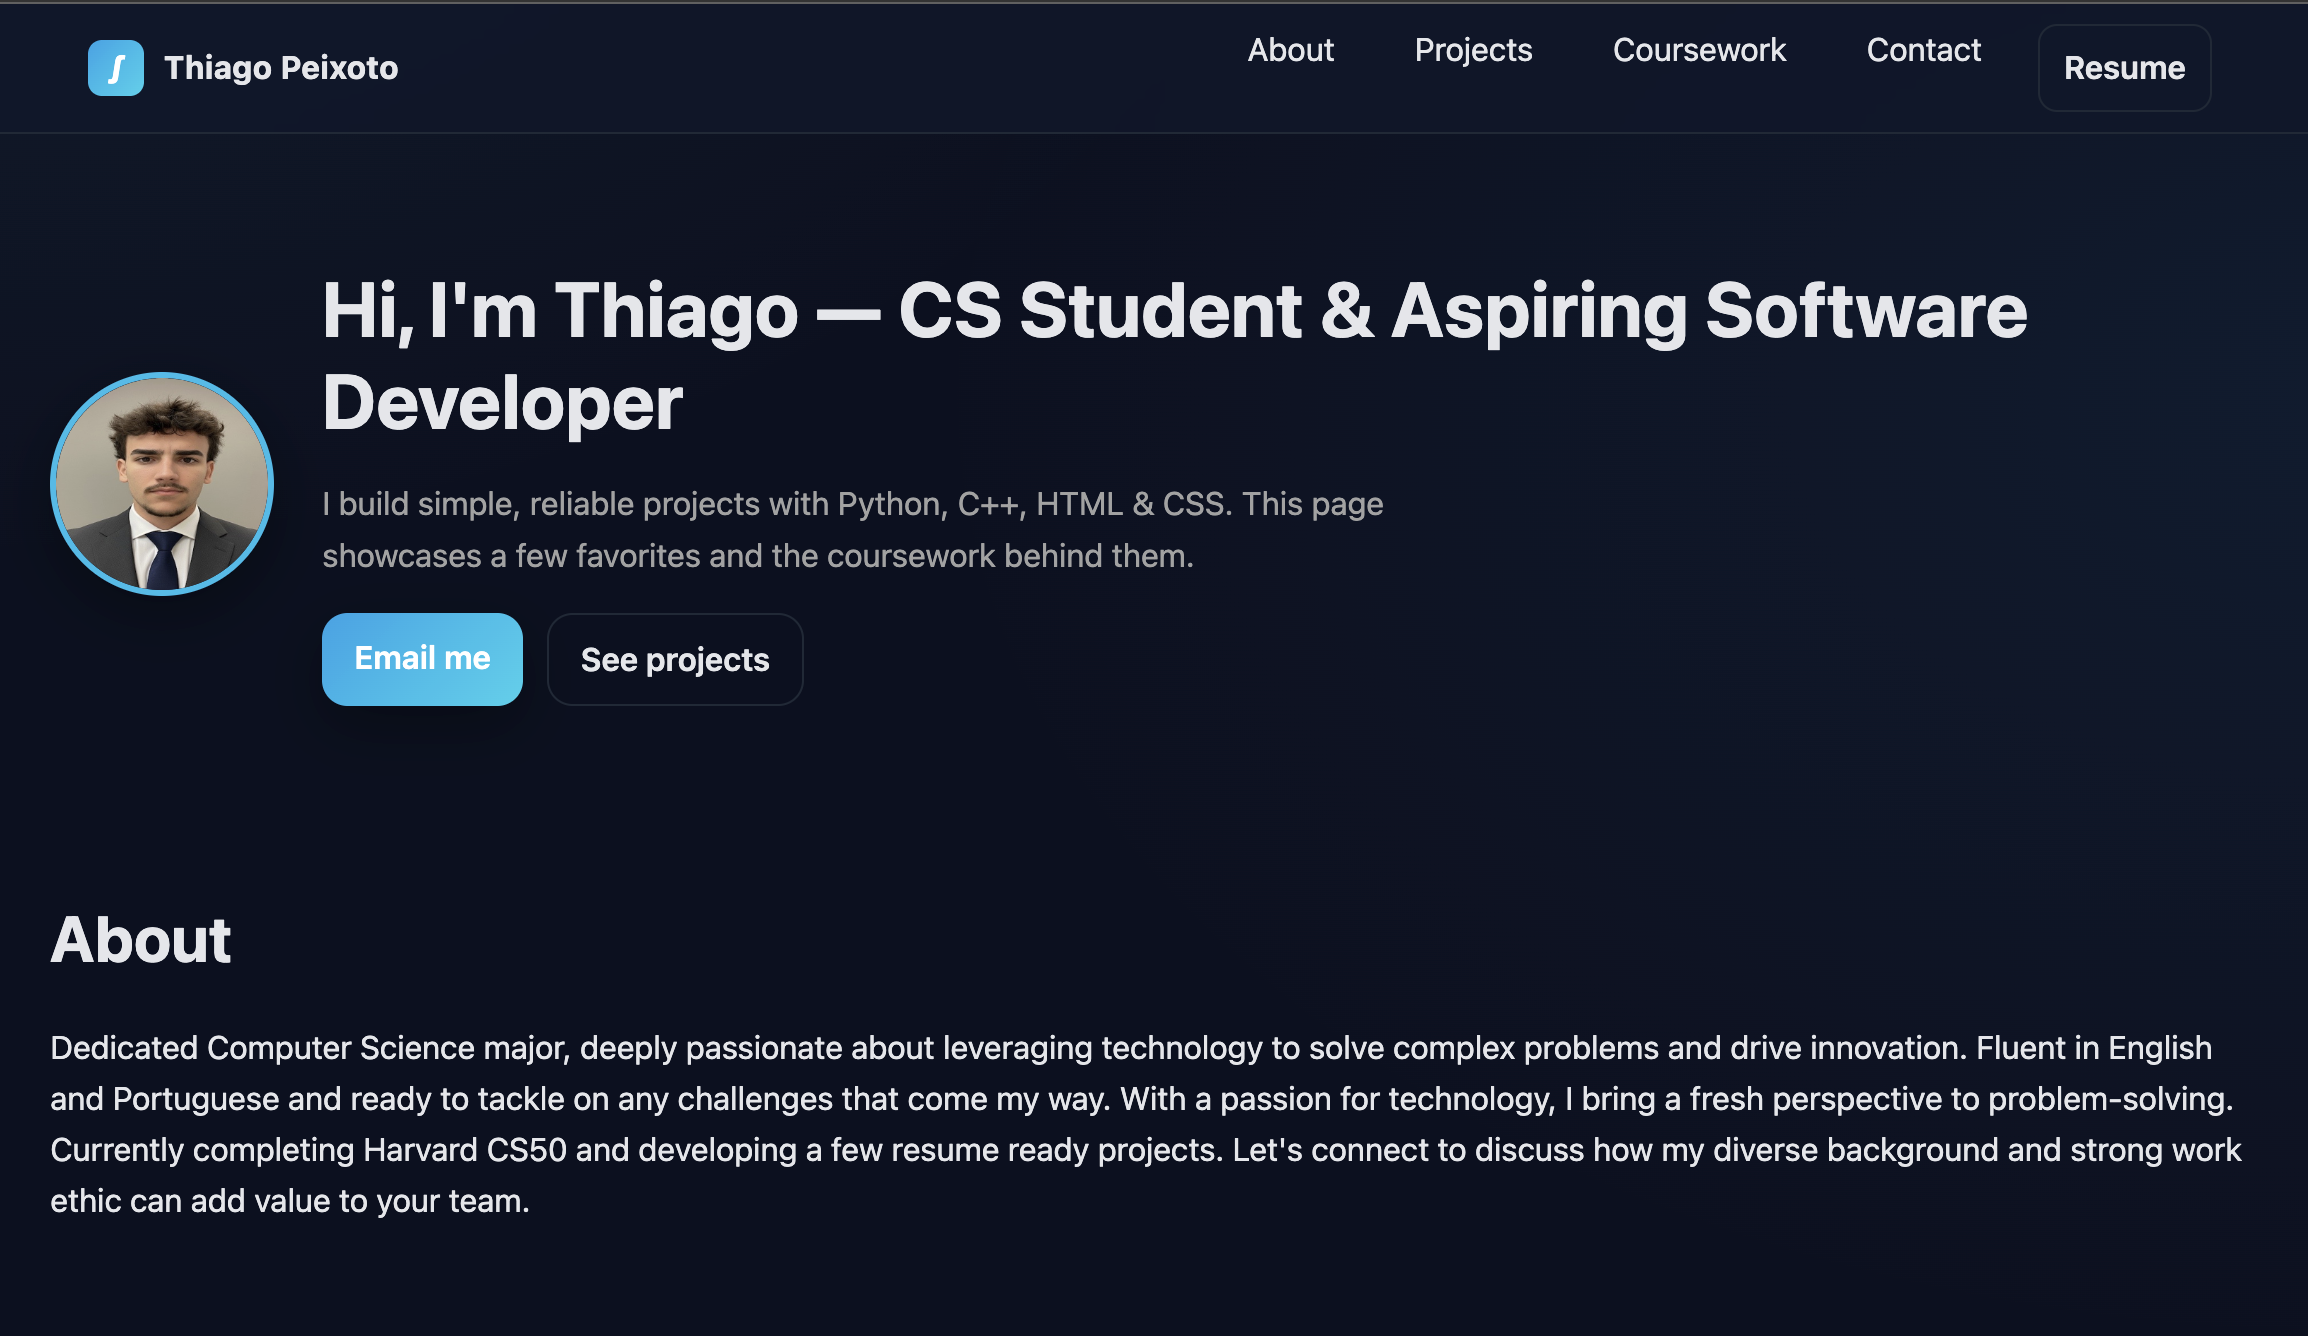 ʃ Thiago Peixoto
About Projects Coursework Contact Resume
Hi, I'm Thiago — CS Student & Aspiring Software
Developer
I build simple, reliable projects with Python, C++, HTML & CSS. This page
showcases a few favorites and the coursework behind them.
Email me See projects
About
Dedicated Computer Science major, deeply passionate about leveraging technology to solve complex problems and drive innovation. Fluent in English
and Portuguese and ready to tackle on any challenges that come my way. With a passion for technology, I bring a fresh perspective to problem-solving.
Currently completing Harvard CS50 and developing a few resume ready projects. Let's connect to discuss how my diverse background and strong work
ethic can add value to your team.